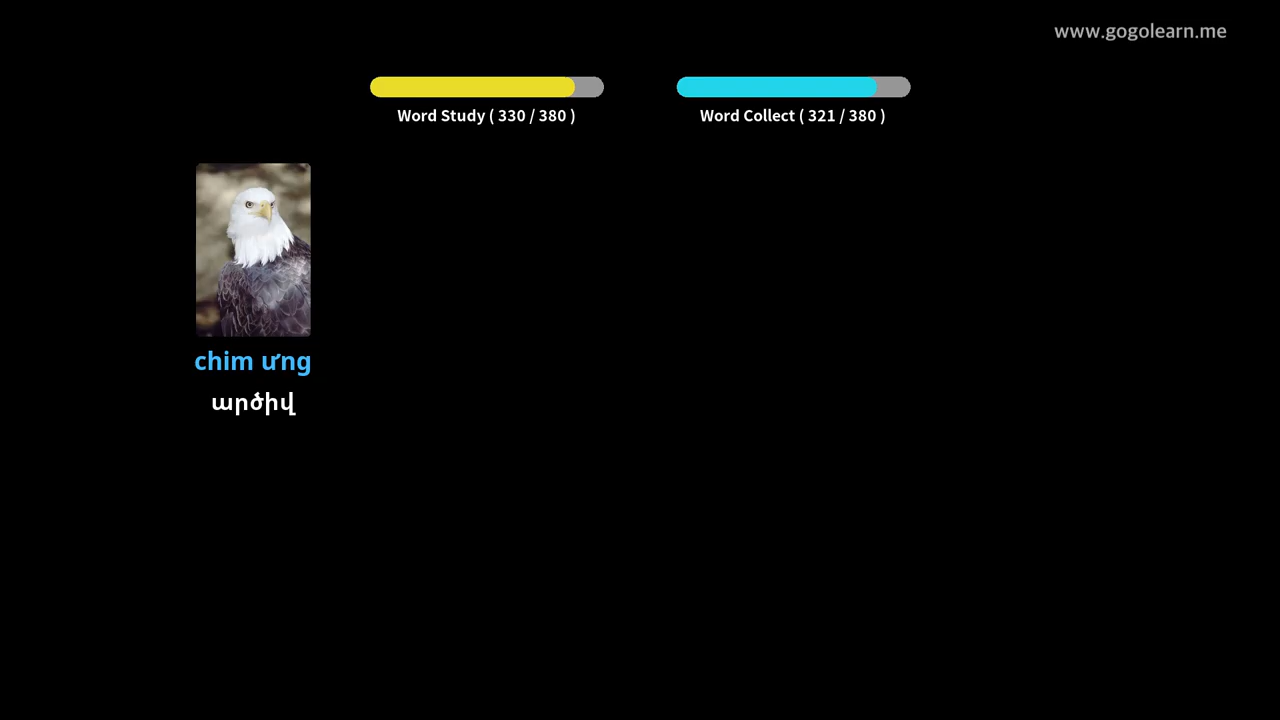 www.gogolearn.me
Word Study ( 330 / 380 )
Word Collect ( 321 / 380 )
chim ưng
արծիվ